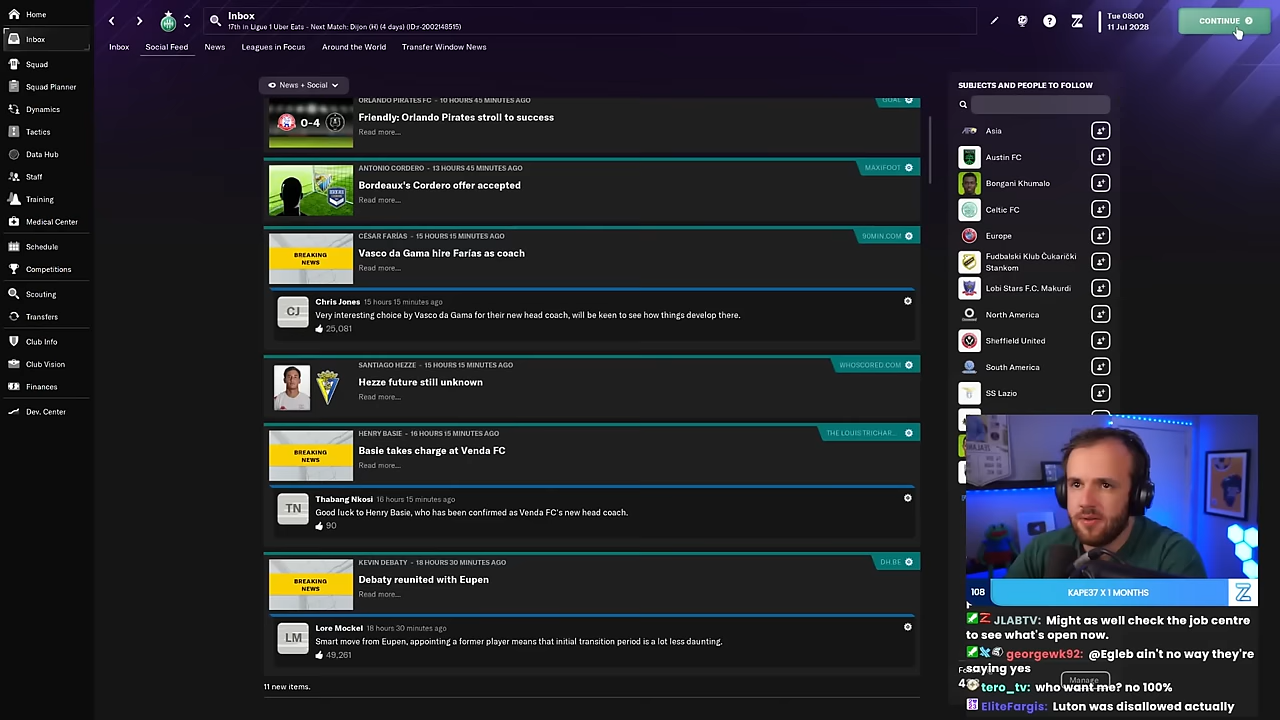 Home
Inbox
Squad
Squad Planner
Dynamics
Tactics
Data Hub
Staff
Training
Medical Center
Schedule
Competitions
Scouting
Transfers
Club Info
Club Vision
Finances
Dev. Center
Inbox
17th in Ligue 1 Uber Eats - Next Match: Dijon (H) (4 days) (ID:r-2002148515)
Tue 08:00
11 Jul 2028
CONTINUE
Inbox
Social Feed
News
Leagues in Focus
Around the World
Transfer Window News
News + Social
ORLANDO PIRATES FC - 10 HOURS 45 MINUTES AGO
GOAL
0-4
Friendly: Orlando Pirates stroll to success
Read more...
ANTONIO CORDERO - 13 HOURS 45 MINUTES AGO
MAXIFOOT
Bordeaux's Cordero offer accepted
Read more...
CÉSAR FARÍAS - 15 HOURS 15 MINUTES AGO
90MIN.COM
BREAKING
NEWS
Vasco da Gama hire Farías as coach
Read more...
CJ
Chris Jones 15 hours 15 minutes ago
Very interesting choice by Vasco da Gama for their new head coach, will be keen to see how things develop there.
25,081
SANTIAGO HEZZE - 15 HOURS 15 MINUTES AGO
WHOSCORED.COM
Hezze future still unknown
Read more...
HENRY BASIE - 16 HOURS 15 MINUTES AGO
THE LOUIS TRICHAR...
BREAKING
NEWS
Basie takes charge at Venda FC
Read more...
TN
Thabang Nkosi 16 hours 15 minutes ago
Good luck to Henry Basie, who has been confirmed as Venda FC's new head coach.
90
KEVIN DEBATY - 18 HOURS 30 MINUTES AGO
DH.BE
BREAKING
NEWS
Debaty reunited with Eupen
Read more...
LM
Lore Mockel 18 hours 30 minutes ago
Smart move from Eupen, appointing a former player means that initial transition period is a lot less daunting.
49,261
11 new items.
SUBJECTS AND PEOPLE TO FOLLOW
Asia
Austin FC
Bongani Khumalo
Celtic FC
Europe
Fudbalski Klub Čukarički
Stankom
Lobi Stars F.C. Makurdi
North America
Sheffield United
South America
SS Lazio
108
KAPE37 X 1 MONTHS
Z
JLABTV: Might as well check the job centre
to see what's open now.
georgewk92: @Egleb ain't no way they're
saying yes
Manage
tero_tv: who want me? no 100%
EliteFargis: Luton was disallowed actually